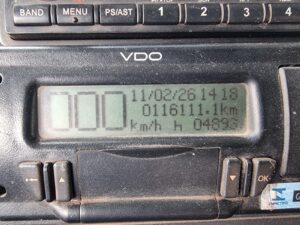 BAND MENU PS/AST 1 2 3 4
VDO
000 11/02/26 14 18
0116111.1km
km/h h 04893
OK